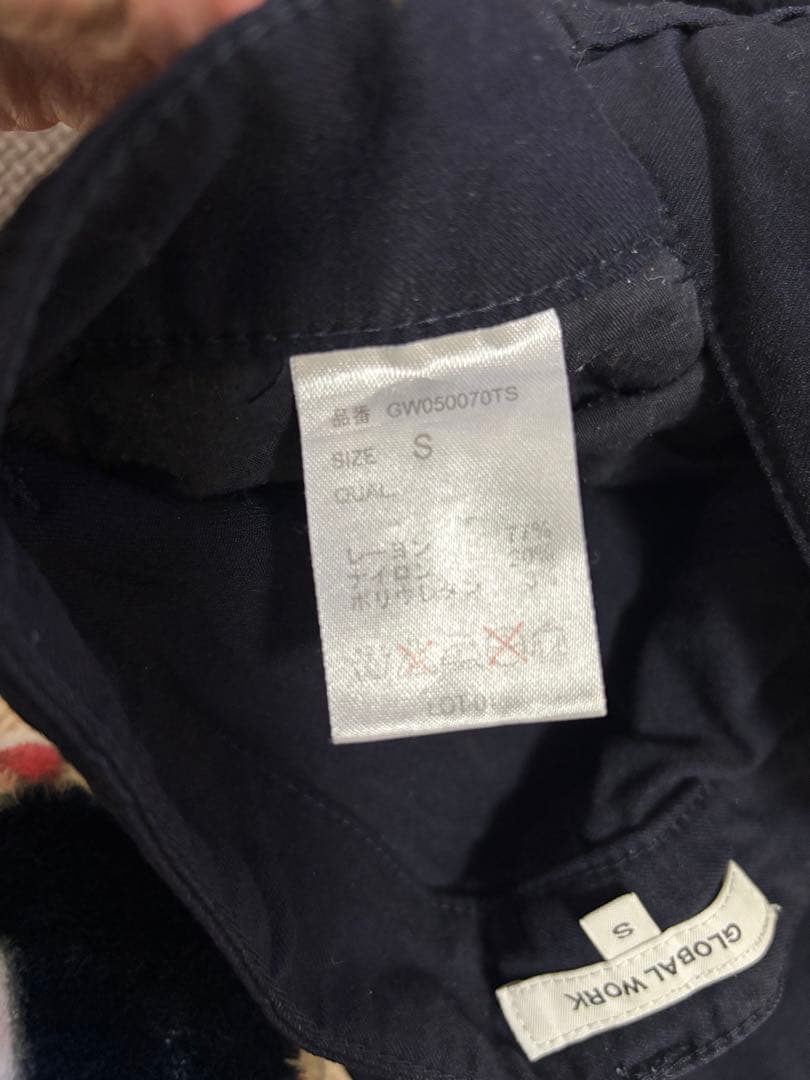 品番 GW050070TS
SIZE S
QUAL.
レーヨン 77%
ナイロン 20%
ポリウレタン 3%
S
GLOBAL WORK